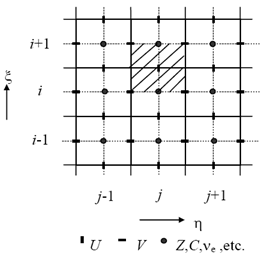 i+1
ξ
i
i-1
j-1 j j+1
η
U V Z,C,νe ,etc.